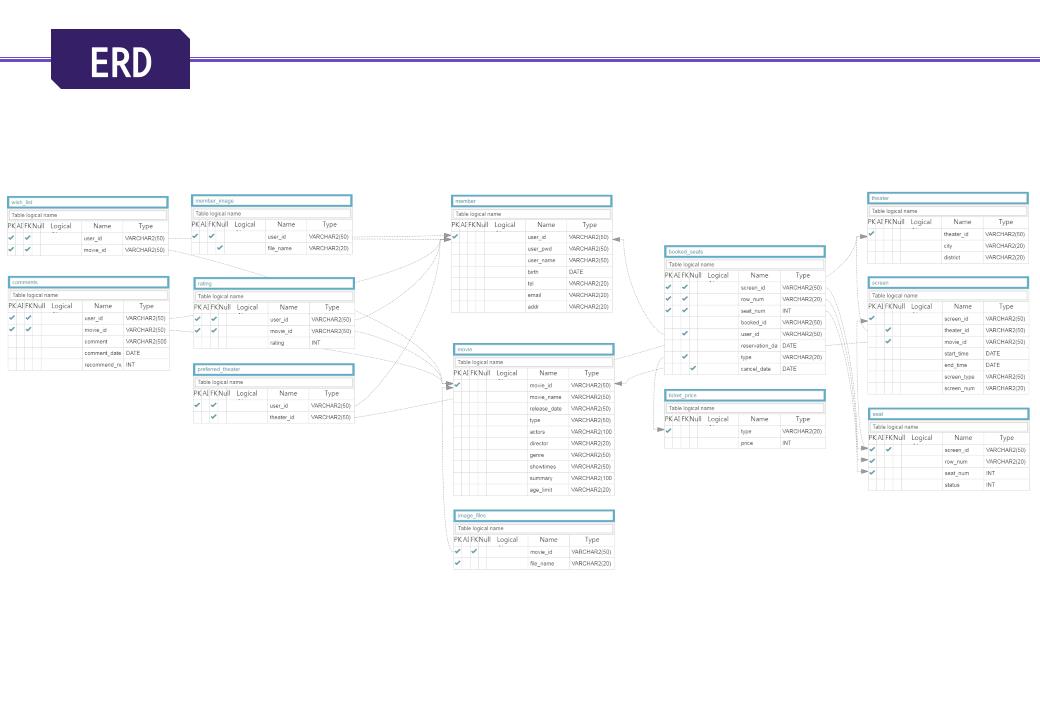 ERD
wish_list
Table logical name
PK AI FK Null Logical Name Type
user_id VARCHAR2(50)
movie_id VARCHAR2(50)
comments
Table logical name
PK AI FK Null Logical Name Type
user_id VARCHAR2(50)
movie_id VARCHAR2(50)
comment VARCHAR(500
comment_date DATE
recommend_n INT
member_image
Table logical name
PK AI FK Null Logical Name Type
user_id VARCHAR2(50)
file_name VARCHAR2(20)
rating
Table logical name
PK AI FK Null Logical Name Type
user_id VARCHAR2(50)
movie_id VARCHAR2(50)
rating INT
preferred_theater
Table logical name
PK AI FK Null Logical Name Type
user_id VARCHAR2(50)
theater_id VARCHAR2(50)
member
Table logical name
PK AI FK Null Logical Name Type
user_id VARCHAR2(50)
user_pwd VARCHAR2(50)
user_name VARCHAR2(50)
birth DATE
tel VARCHAR2(20)
email VARCHAR2(20)
addr VARCHAR2(20)
movie
Table logical name
PK AI FK Null Logical Name Type
movie_id VARCHAR2(50)
movie_name VARCHAR2(50)
release_date VARCHAR2(50)
type VARCHAR2(50)
actors VARCHAR2(100
director VARCHAR2(20)
genre VARCHAR2(50)
showtimes VARCHAR2(50)
summary VARCHAR2(100
age_limit VARCHAR2(20)
image_files
Table logical name
PK AI FK Null Logical Name Type
movie_id VARCHAR2(50)
file_name VARCHAR2(20)
booked_seats
Table logical name
PK AI FK Null Logical Name Type
screen_id VARCHAR2(50)
row_num VARCHAR2(20)
seat_num INT
booked_id VARCHAR2(50)
user_id VARCHAR2(50)
reservation_da DATE
type VARCHAR2(20)
cancel_date DATE
ticket_price
Table logical name
PK AI FK Null Logical Name Type
type VARCHAR2(20)
price INT
theater
Table logical name
PK AI FK Null Logical Name Type
theater_id VARCHAR2(50)
city VARCHAR2(20)
district VARCHAR2(20)
screen
Table logical name
PK AI FK Null Logical Name Type
screen_id VARCHAR2(50)
theater_id VARCHAR2(50)
movie_id VARCHAR2(50)
start_time DATE
end_time DATE
screen_type VARCHAR2(50)
screen_num VARCHAR2(20)
seat
Table logical name
PK AI FK Null Logical Name Type
screen_id VARCHAR2(50)
row_num VARCHAR2(20)
seat_num INT
status INT